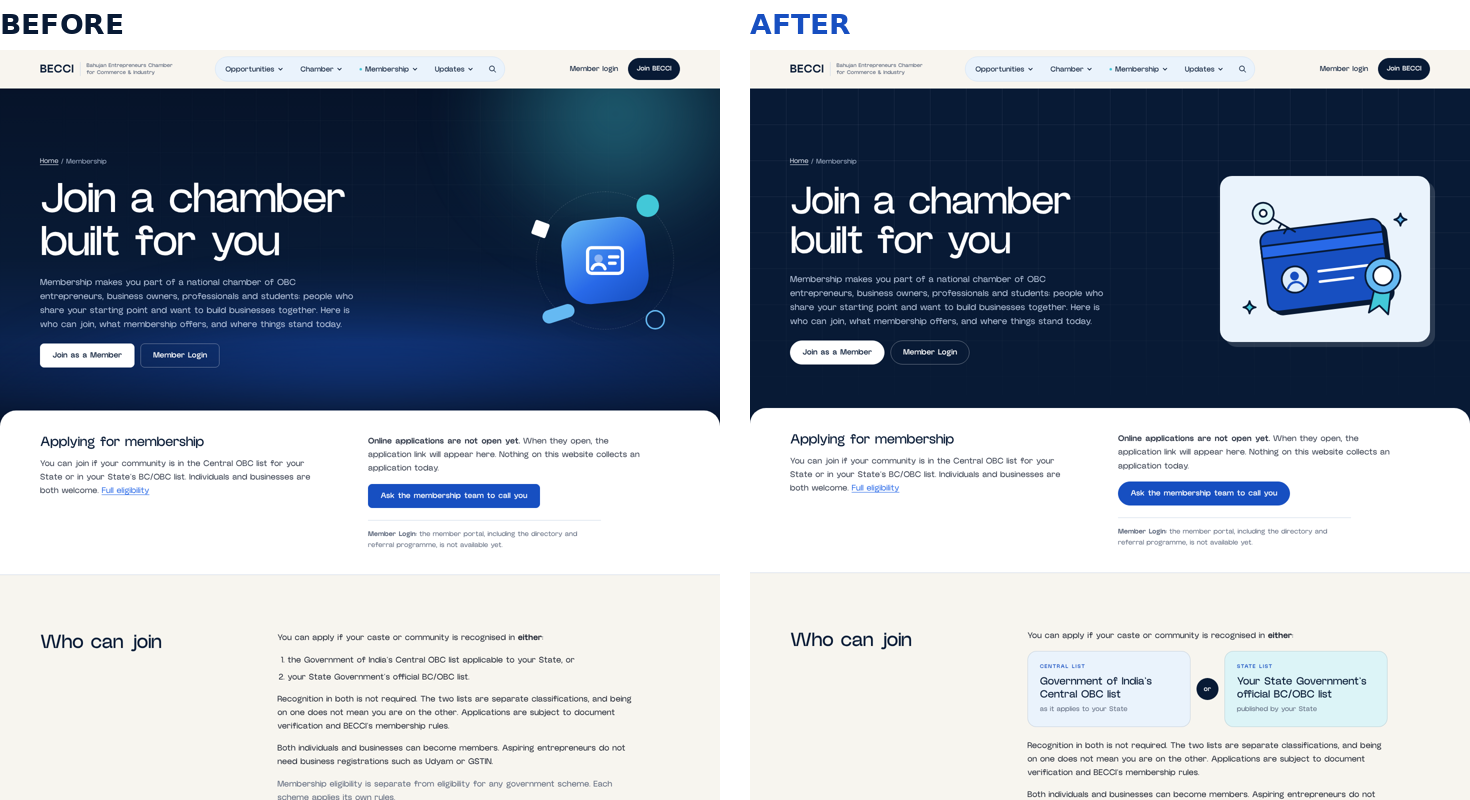 BEFORE
BECCI
Bahujan Entrepreneurs Chamber
for Commerce & Industry
Opportunities
Chamber
Membership
Updates
Member login
Join BECCI
Home / Membership
Join a chamber
built for you
Membership makes you part of a national chamber of OBC
entrepreneurs, business owners, professionals and students: people who
share your starting point and want to build businesses together. Here is
who can join, what membership offers, and where things stand today.
Join as a Member
Member Login
Applying for membership
You can join if your community is in the Central OBC list for your
State or in your State's BC/OBC list. Individuals and businesses are
both welcome. Full eligibility
Online applications are not open yet. When they open, the
application link will appear here. Nothing on this website collects an
application today.
Ask the membership team to call you
Member Login: the member portal, including the directory and
referral programme, is not available yet.
Who can join
You can apply if your caste or community is recognised in either:
1. the Government of India's Central OBC list applicable to your State, or
2. your State Government's official BC/OBC list.
Recognition in both is not required. The two lists are separate classifications, and being
on one does not mean you are on the other. Applications are subject to document
verification and BECCI's membership rules.
Both individuals and businesses can become members. Aspiring entrepreneurs do not
need business registrations such as Udyam or GSTIN.
Membership eligibility is separate from eligibility for any government scheme. Each
scheme applies its own rules.
AFTER
BECCI
Bahujan Entrepreneurs Chamber
for Commerce & Industry
Opportunities
Chamber
Membership
Updates
Member login
Join BECCI
Home / Membership
Join a chamber
built for you
Membership makes you part of a national chamber of OBC
entrepreneurs, business owners, professionals and students: people who
share your starting point and want to build businesses together. Here is
who can join, what membership offers, and where things stand today.
Join as a Member
Member Login
Applying for membership
You can join if your community is in the Central OBC list for your
State or in your State's BC/OBC list. Individuals and businesses are
both welcome. Full eligibility
Online applications are not open yet. When they open, the
application link will appear here. Nothing on this website collects an
application today.
Ask the membership team to call you
Member Login: the member portal, including the directory and
referral programme, is not available yet.
Who can join
You can apply if your caste or community is recognised in either:
CENTRAL LIST
Government of India's
Central OBC list
as it applies to your State
or
STATE LIST
Your State Government's
official BC/OBC list
published by your State
Recognition in both is not required. The two lists are separate classifications, and being
on one does not mean you are on the other. Applications are subject to document
verification and BECCI's membership rules.
Both individuals and businesses can become members. Aspiring entrepreneurs do not